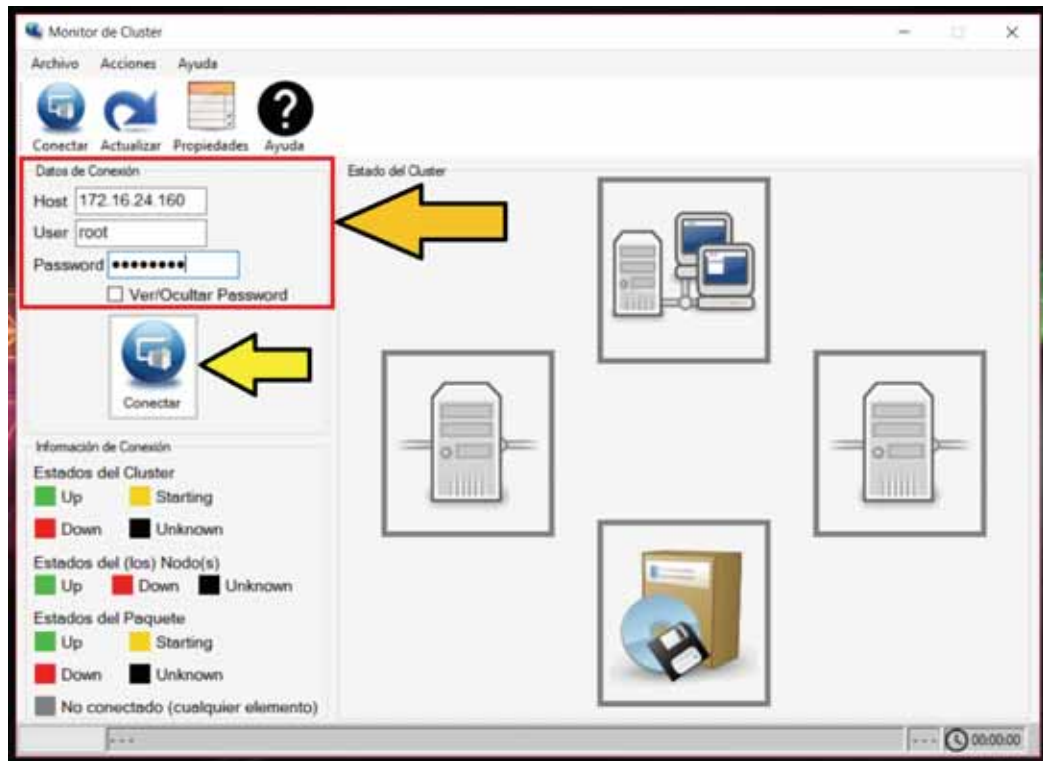 Monitor de Cluster
Archivo Acciones Ayuda
Conectar Actualizar Propiedades Ayuda
Datos de Conexión
Host 172.16.24.160
User root
Password ••••••••
Ver/Ocultar Password
Conectar
Información de Conexión
Estados del Cluster
Up Starting
Down Unknown
Estados del (los) Nodo(s)
Up Down Unknown
Estados del Paquete
Up Starting
Down Unknown
No conectado (cualquier elemento)
Estado del Cluster
--- --- 00:00:00